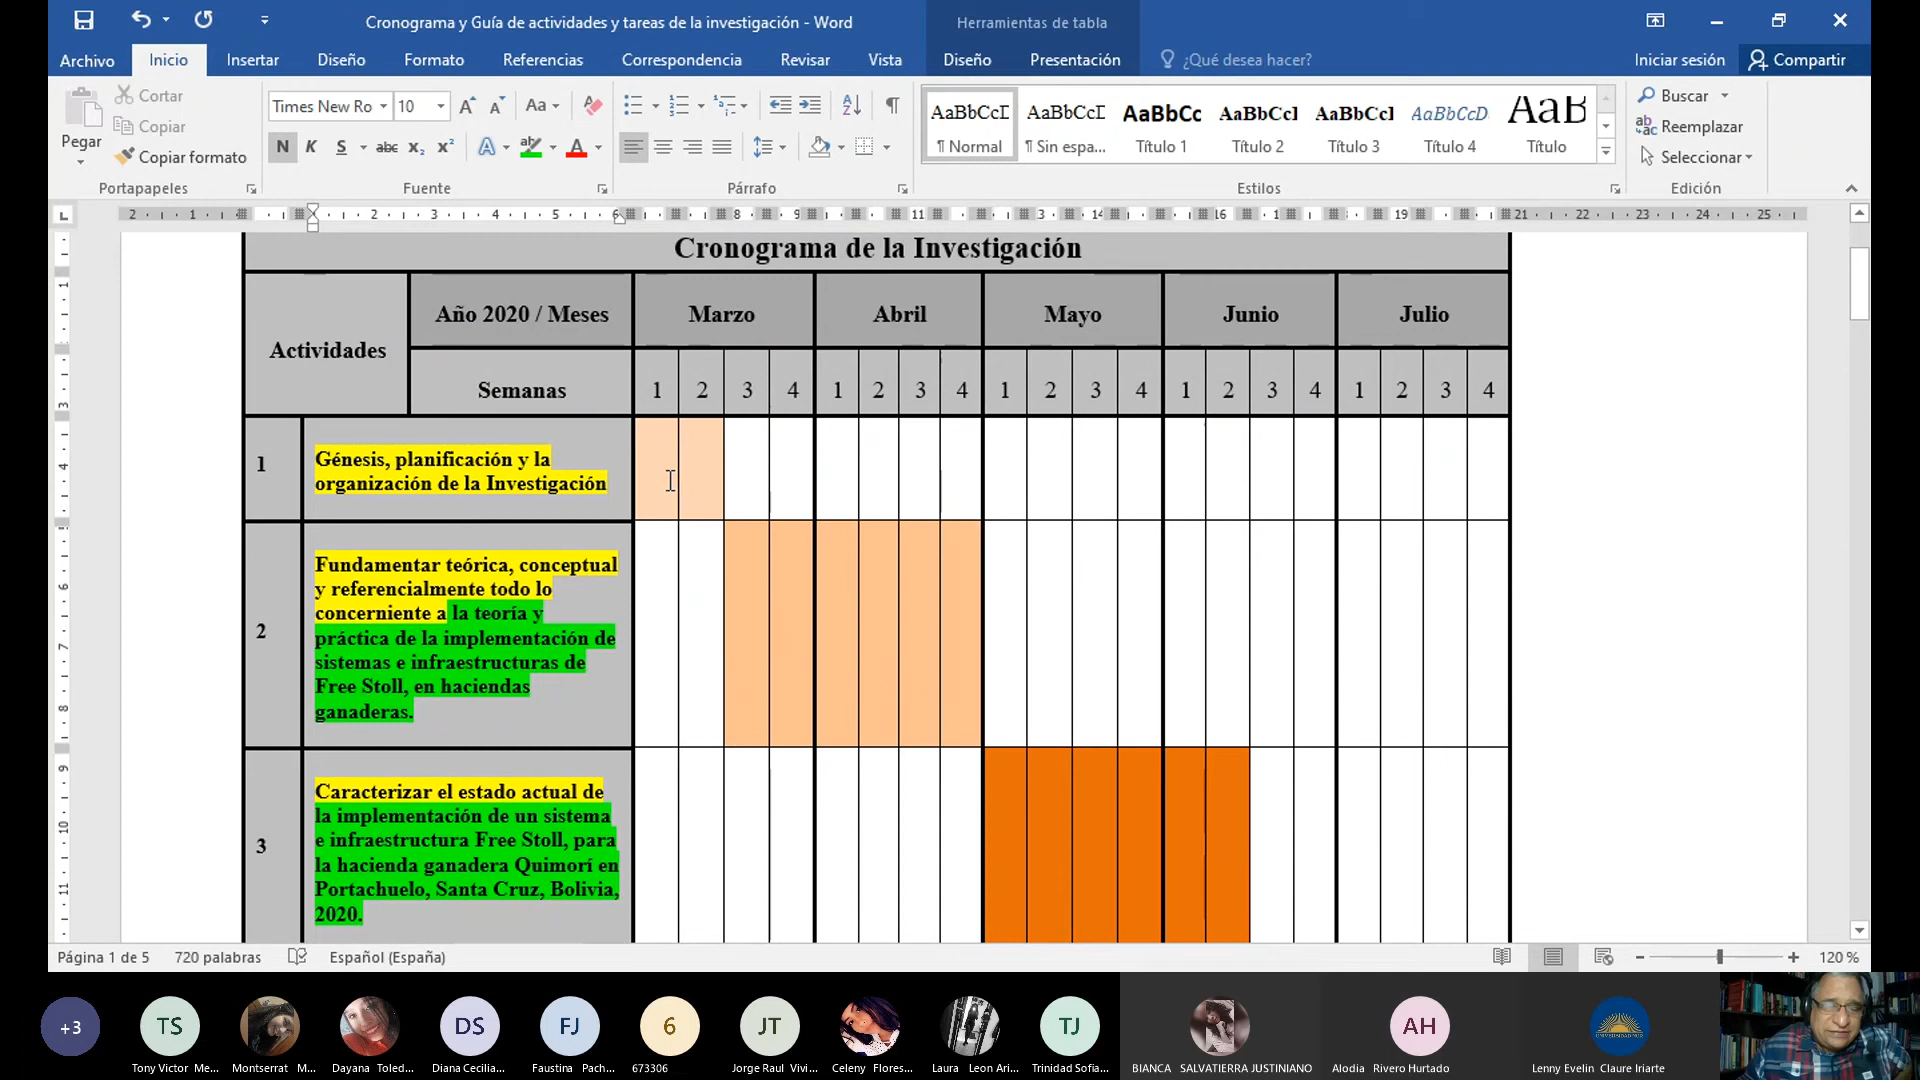 Cronograma y Guía de actividades y tareas de la investigación - Word
Herramientas de tabla
Archivo Inicio Insertar Diseño Formato Referencias Correspondencia Revisar Vista Diseño Presentación ¿Qué desea hacer? Iniciar sesión Compartir
Pegar
Cortar
Copiar
Copiar formato
Portapapeles
Times New Ro 10
N K S abc
Fuente
Párrafo
AaBbCcI AaBbCcI AaBbCc AaBbCcI AaBbCcI AaBbCcD AaB
¶ Normal ¶ Sin espa... Título 1 Título 2 Título 3 Título 4 Título
Estilos
Buscar
Reemplazar
Seleccionar
Edición
Cronograma de la Investigación
Actividades
Año 2020 / Meses Marzo Abril Mayo Junio Julio
Semanas 1 2 3 4 1 2 3 4 1 2 3 4 1 2 3 4 1 2 3 4
1
Génesis, planificación y la
organización de la Investigación
2
Fundamentar teórica, conceptual
y referencialmente todo lo
concerniente a la teoría y
práctica de la implementación de
sistemas e infraestructuras de
Free Stoll, en haciendas
ganaderas.
3
Caracterizar el estado actual de
la implementación de un sistema
e infraestructura Free Stoll, para
la hacienda ganadera Quimorí en
Portachuelo, Santa Cruz, Bolivia,
2020.
Página 1 de 5 720 palabras Español (España) 120 %
+3 TS DS FJ 6 JT TJ AH
Tony Victor Me... Montserrat M... Dayana Toled... Diana Cecilia... Faustina Pach... 673306 Jorge Raul Vivi... Celeny Flores... Laura Leon Ari... Trinidad Sofia... BIANCA SALVATIERRA JUSTINIANO Alodia Rivero Hurtado Lenny Evelin Claure Iriarte